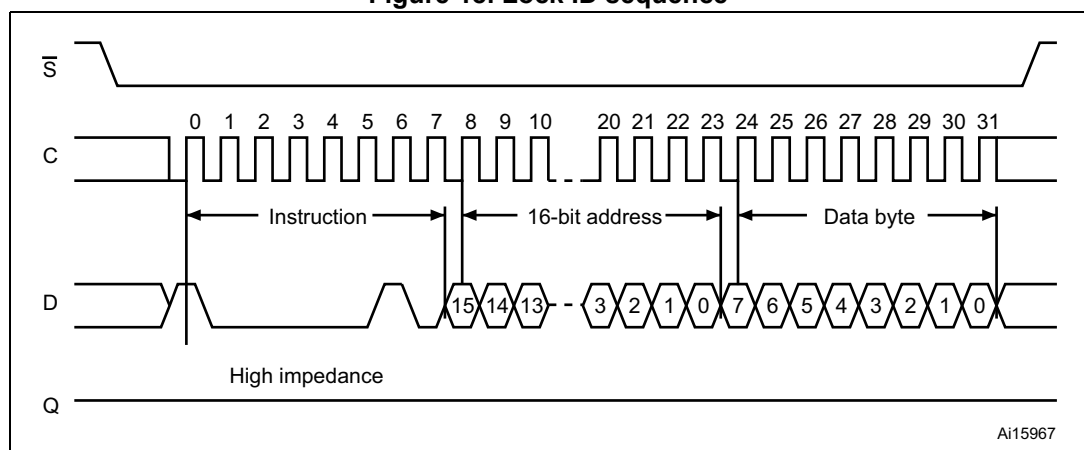 Figure 18. Lock ID sequence
S
0 1 2 3 4 5 6 7 8 9 10 20 21 22 23 24 25 26 27 28 29 30 31
C
Instruction 16-bit address Data byte
D 15 14 13 3 2 1 0 7 6 5 4 3 2 1 0
High impedance
Q
Ai15967